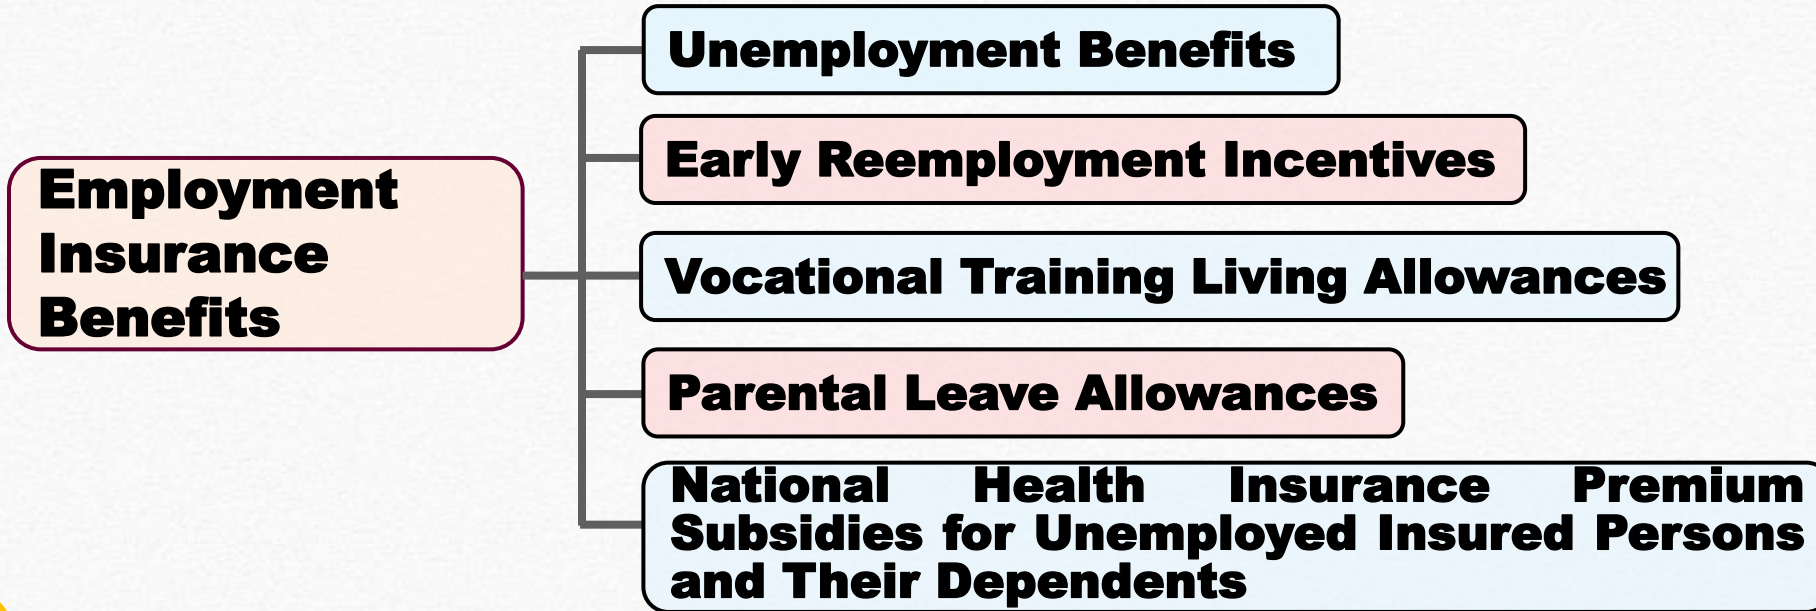 Employment
Insurance
Benefits
Unemployment Benefits
Early Reemployment Incentives
Vocational Training Living Allowances
Parental Leave Allowances
National Health Insurance Premium
Subsidies for Unemployed Insured Persons
and Their Dependents